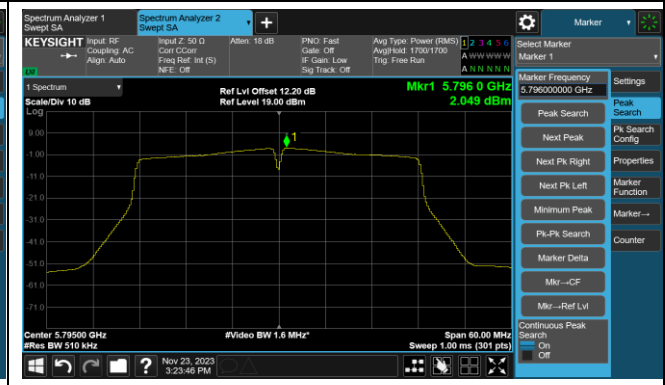 Spectrum Analyzer 1
Swept SA
Spectrum Analyzer 2
Swept SA
Marker
KEYSIGHT
Input: RF
Coupling: AC
Align: Auto
Input Z: 50 Ω
Corr CCorr
Freq Ref: Int (S)
NFE: Off
Atten: 18 dB
PNO: Fast
Gate: Off
IF Gain: Low
Sig Track: Off
Avg Type: Power (RMS)
Avg|Hold: 1700/1700
Trig: Free Run
1 2 3 4 5 6
A W W W W W
A N N N N N
Select Marker
Marker 1
1 Spectrum
Scale/Div 10 dB
Log
Ref Lvl Offset 12.20 dB
Ref Level 19.00 dBm
Mkr1 5.796 0 GHz
2.049 dBm
9.00
1.00
-11.0
-21.0
-31.0
-41.0
-51.0
-61.0
-71.0
1
Center 5.79500 GHz
#Res BW 510 kHz
#Video BW 1.6 MHz*
Span 60.00 MHz
Sweep 1.00 ms (301 pts)
Marker Frequency
5.796000000 GHz
Peak Search
Next Peak
Next Pk Right
Next Pk Left
Minimum Peak
Pk-Pk Search
Marker Delta
Mkr→CF
Mkr→Ref Lvl
Continuous Peak
Search
On
Off
Settings
Peak
Search
Pk Search
Config
Properties
Marker
Function
Marker→
Counter
?
Nov 23, 2023
3:23:46 PM